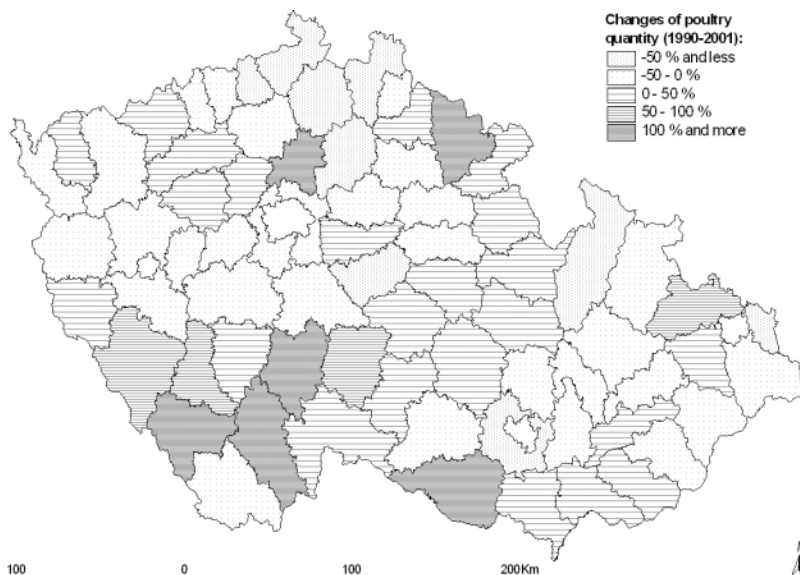 Changes of poultry
quantity (1990-2001):
-50 % and less
-50 - 0 %
0 - 50 %
50 - 100 %
100 % and more
100 0 100 200Km